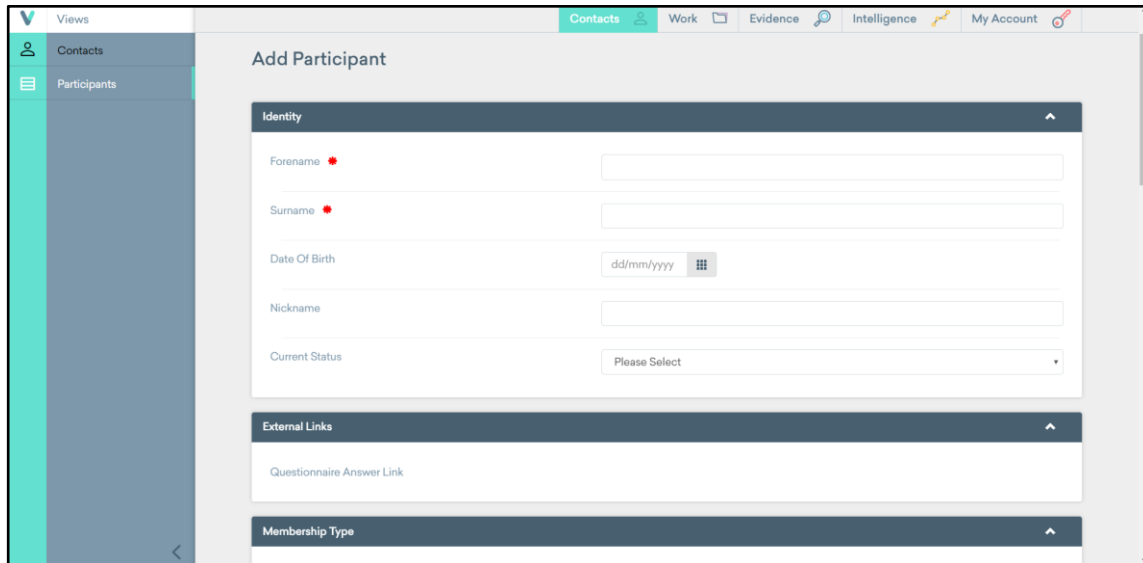 Views
Contacts
Work
Evidence
Intelligence
My Account
Contacts
Participants
Add Participant
Identity
Forename
Surname
Date Of Birth
dd/mm/yyyy
Nickname
Current Status
Please Select
External Links
Questionnaire Answer Link
Membership Type